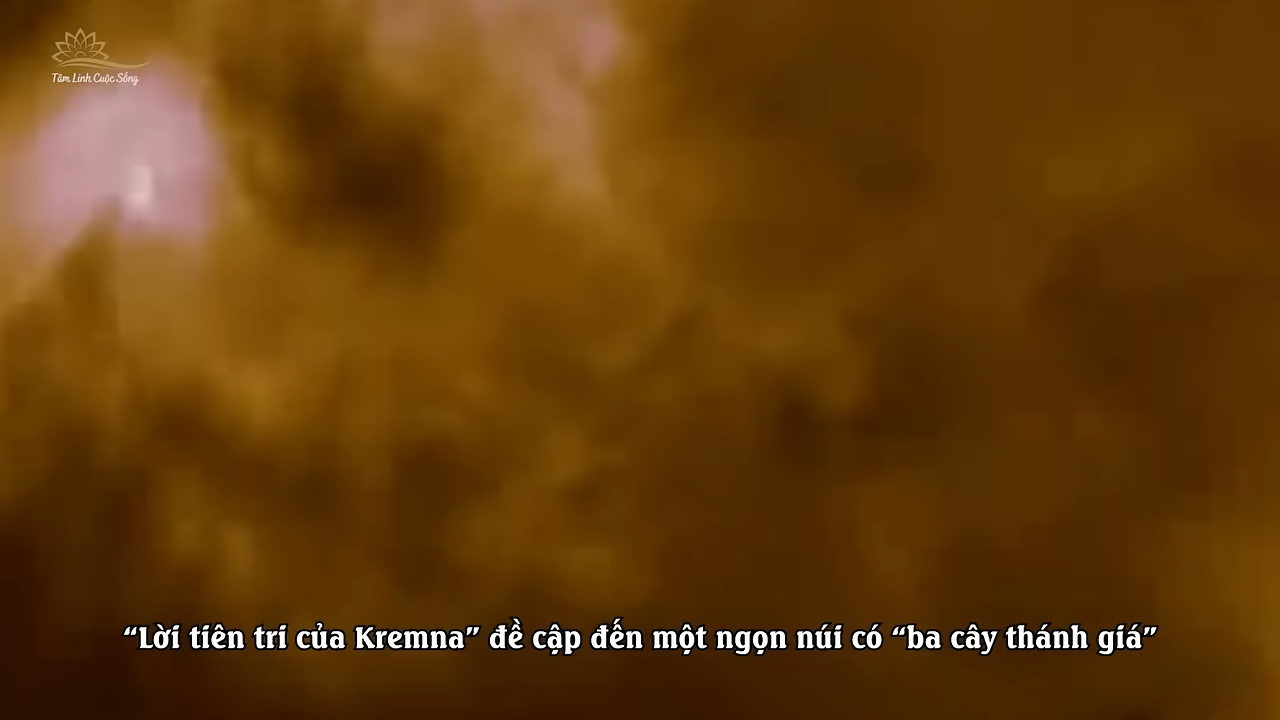 Tâm Linh Cuộc Sống
“Lời tiên tri của Kremna” đề cập đến một ngọn núi có “ba cây thánh giá”